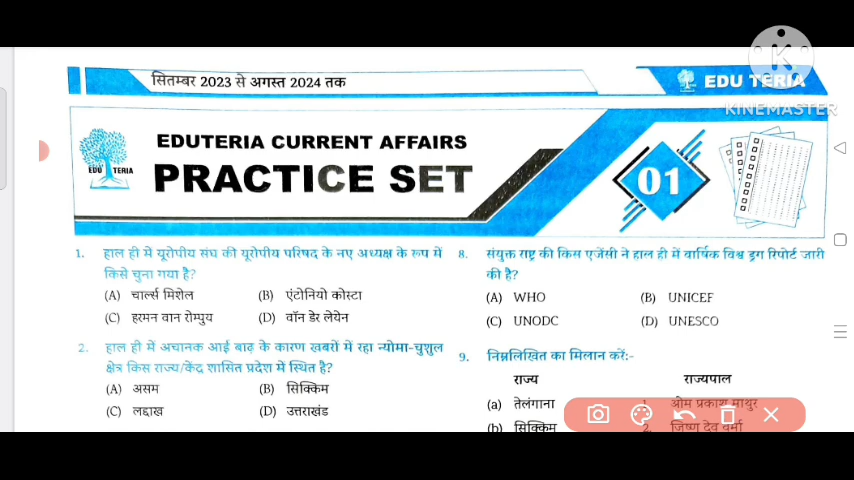 सितम्बर 2023 से अगस्त 2024 तक
EDU TERIA
KINEMASTER
EDU TERIA
EDUTERIA CURRENT AFFAIRS
PRACTICE SET
01
1. हाल ही में यूरोपीय संघ की यूरोपीय परिषद के नए अध्यक्ष के रूप में
किसे चुना गया है?
(A) चार्ल्स मिशेल (B) एंटोनियो कोस्टा
(C) हरमन वान रोम्पुय (D) वॉन डेर लेयेन
2. हाल ही में अचानक आई बाढ़ के कारण खबरों में रहा न्योमा-चुशुल
क्षेत्र किस राज्य/केंद्र शासित प्रदेश में स्थित है?
(A) असम (B) सिक्किम
(C) लद्दाख (D) उत्तराखंड
8. संयुक्त राष्ट्र की किस एजेंसी ने हाल ही में वार्षिक विश्व ड्रग रिपोर्ट जारी
की है?
(A) WHO (B) UNICEF
(C) UNODC (D) UNESCO
9. निम्नलिखित का मिलान करें:-
राज्य राज्यपाल
(a) तेलंगाना 1. ओम प्रकाश माथुर
(b) सिक्किम 2. जिष्णु देव वर्मा